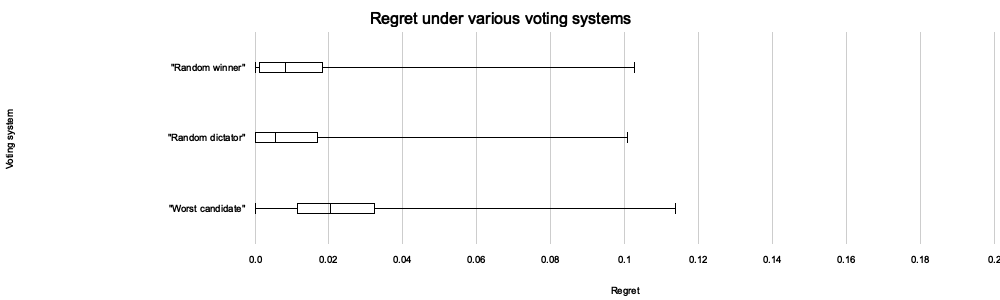 Regret under various voting systems
Voting system
"Random winner"
"Random dictator"
"Worst candidate"
0.0 0.02 0.04 0.06 0.08 0.1 0.12 0.14 0.16 0.18 0.2
Regret